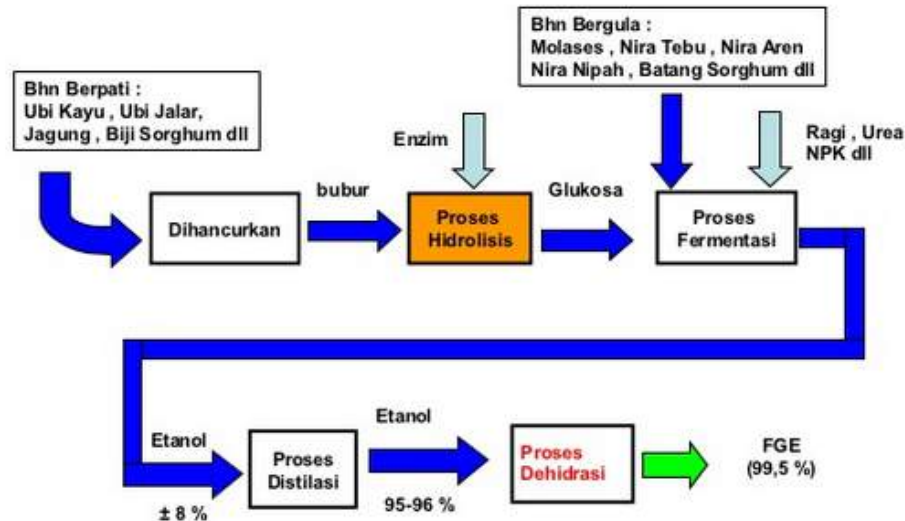 Bhn Bergula :
Molases , Nira Tebu , Nira Aren
Nira Nipah , Batang Sorghum dll
Bhn Berpati :
Ubi Kayu , Ubi Jalar,
Jagung , Biji Sorghum dll
Enzim
Ragi , Urea
NPK dll
bubur
Glukosa
Dihancurkan
Proses
Hidrolisis
Proses
Fermentasi
Etanol
± 8 %
Proses
Distilasi
Etanol
95-96 %
Proses
Dehidrasi
FGE
(99,5 %)